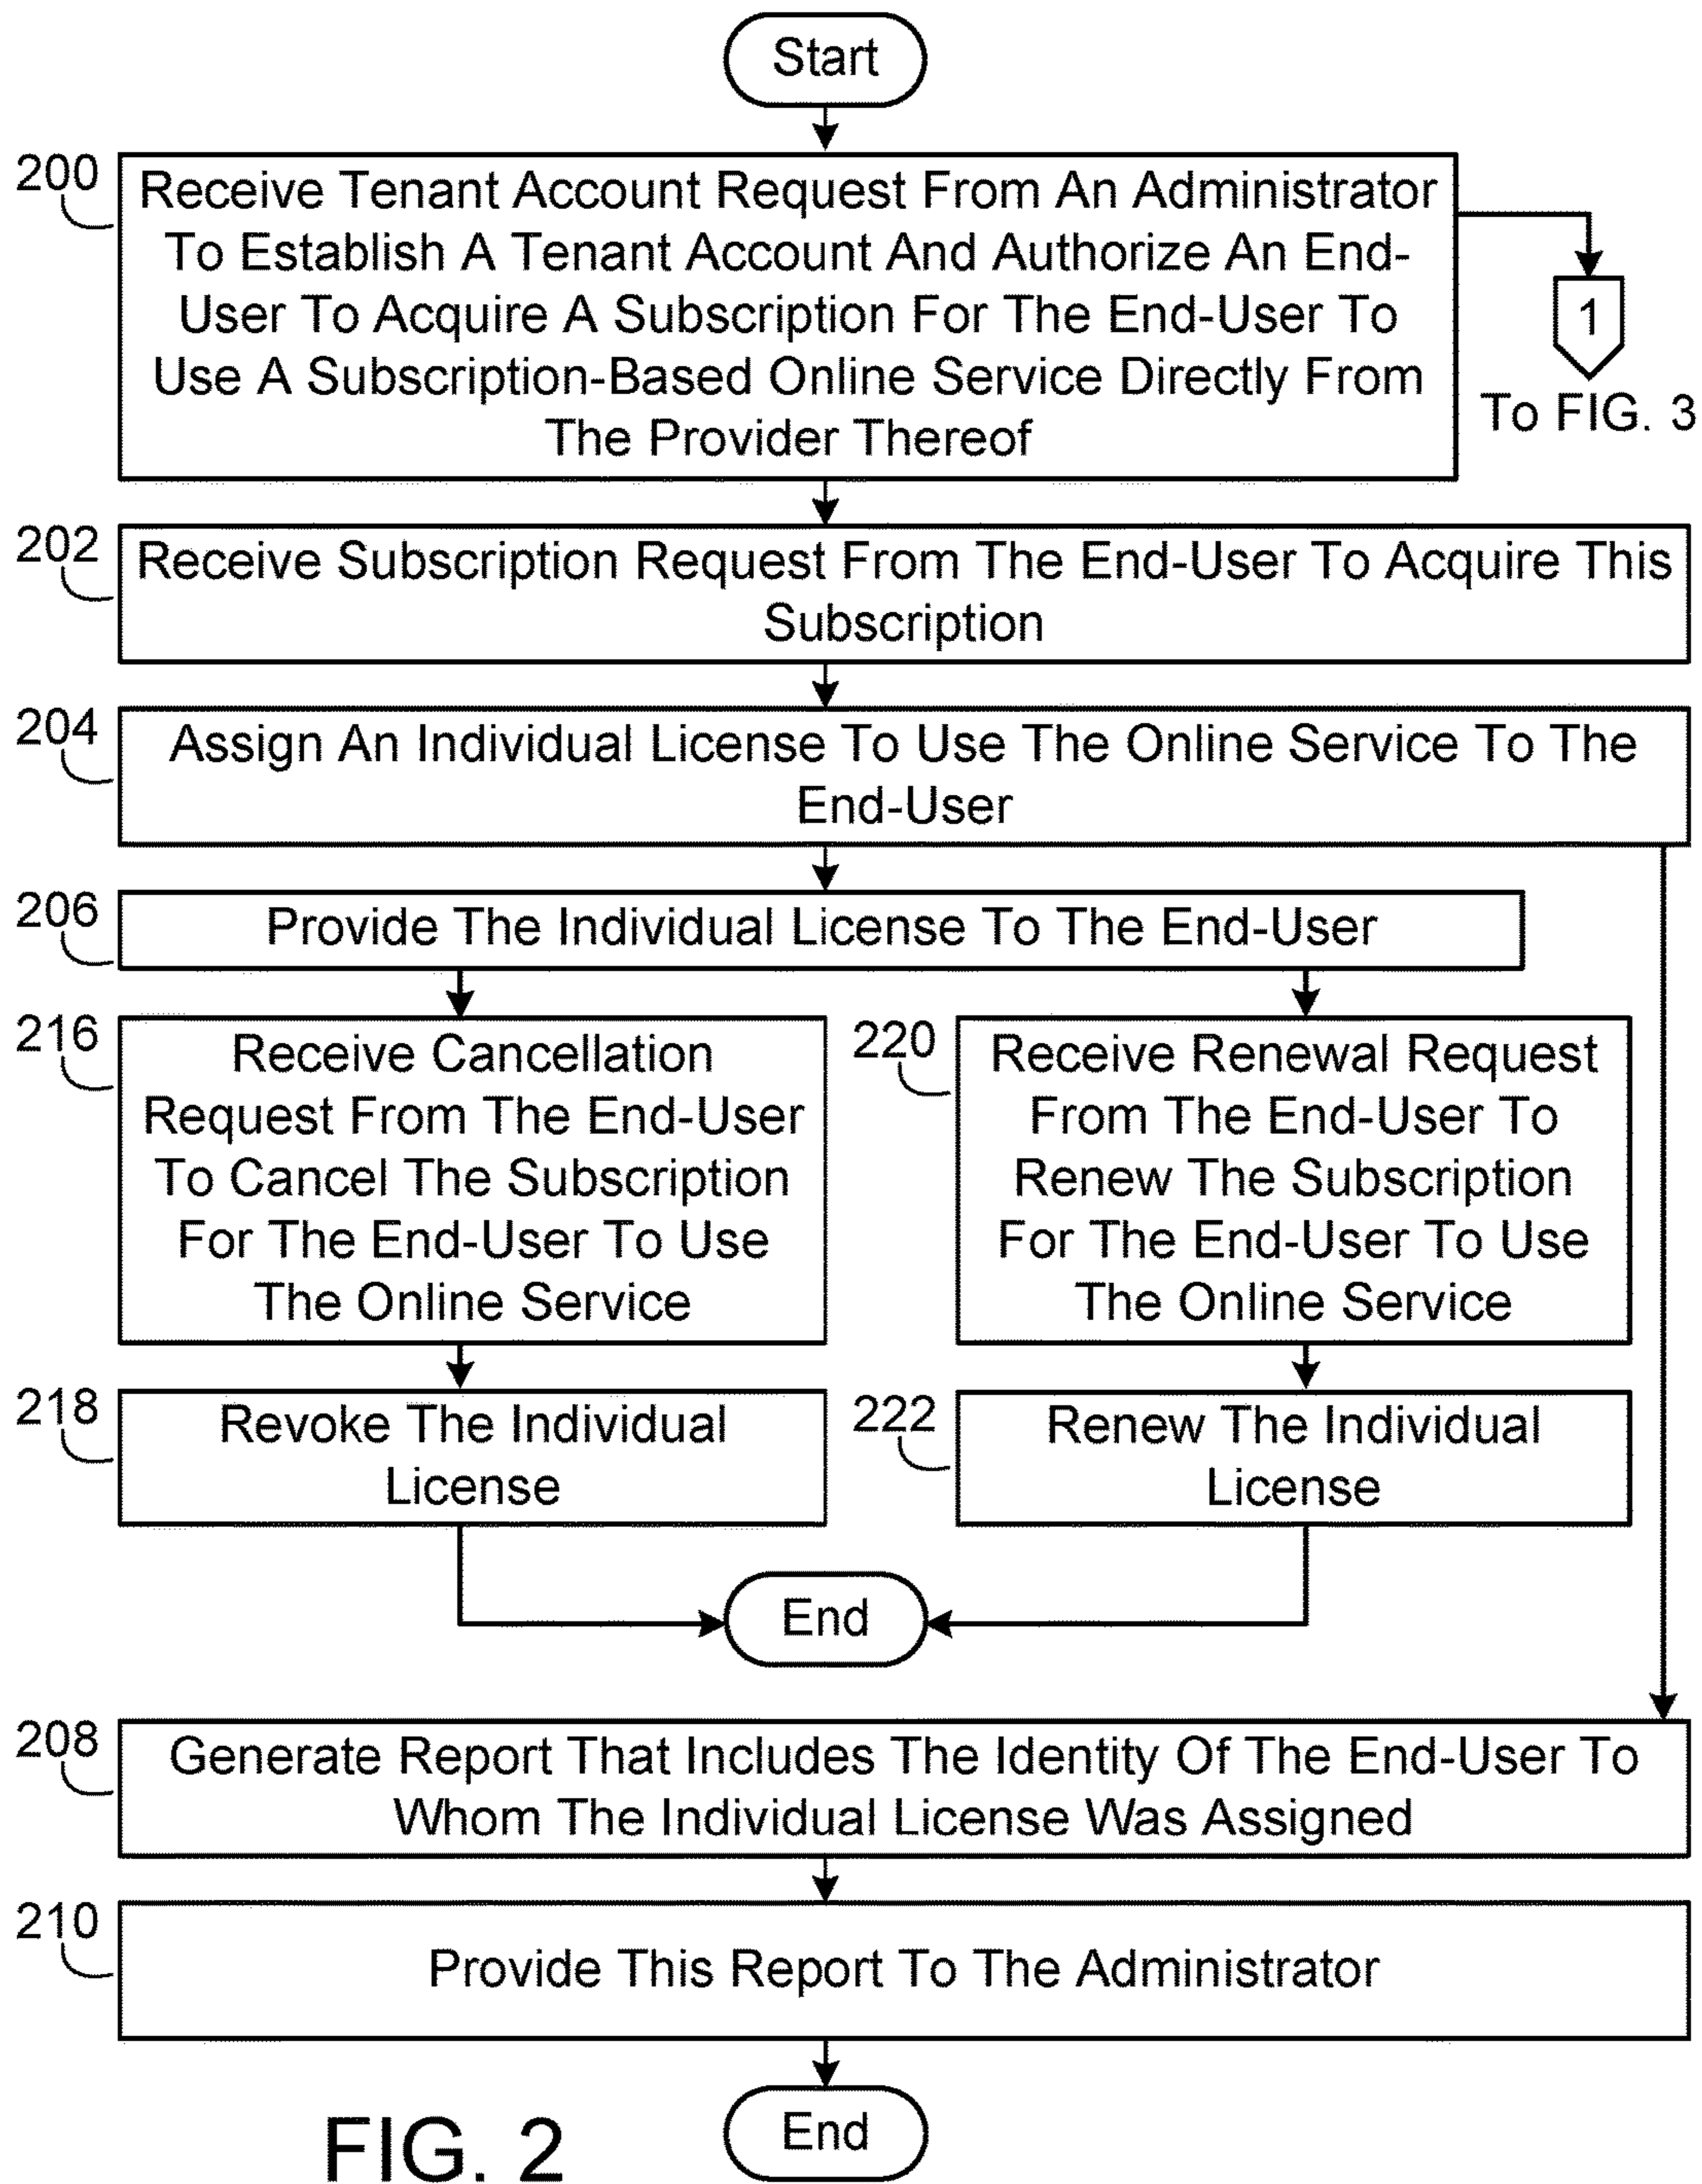 Start
200
Receive Tenant Account Request From An Administrator
To Establish A Tenant Account And Authorize An End-
User To Acquire A Subscription For The End-User To
Use A Subscription-Based Online Service Directly From
The Provider Thereof
1
To FIG. 3
202
Receive Subscription Request From The End-User To Acquire This
Subscription
204
Assign An Individual License To Use The Online Service To The
End-User
206
Provide The Individual License To The End-User
216
Receive Cancellation
Request From The End-User
To Cancel The Subscription
For The End-User To Use
The Online Service
220
Receive Renewal Request
From The End-User To
Renew The Subscription
For The End-User To Use
The Online Service
218
Revoke The Individual
License
222
Renew The Individual
License
End
208
Generate Report That Includes The Identity Of The End-User To
Whom The Individual License Was Assigned
210
Provide This Report To The Administrator
End
FIG. 2